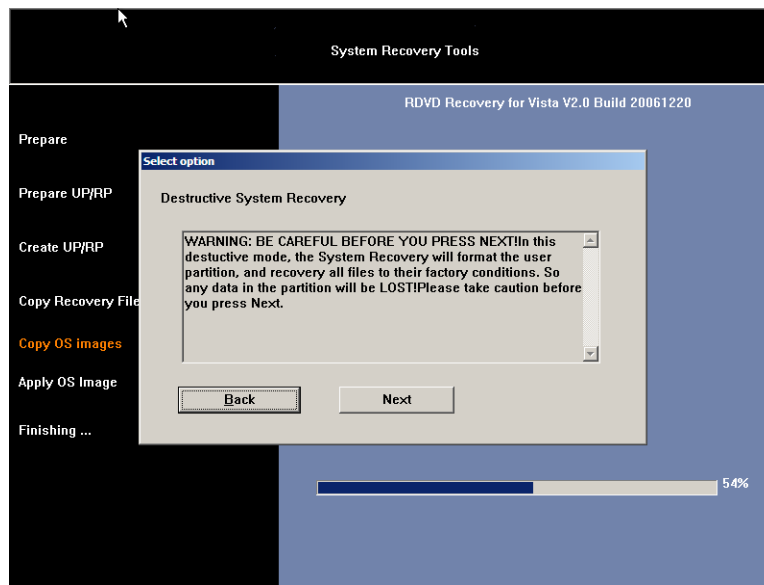 System Recovery Tools
RDVD Recovery for Vista V2.0 Build 20061220
Prepare
Prepare UP/RP
Create UP/RP
Copy Recovery File
Copy OS images
Apply OS Image
Finishing ...
Select option
Destructive System Recovery
WARNING: BE CAREFUL BEFORE YOU PRESS NEXT!In this
destuctive mode, the System Recovery will format the user
partition, and recovery all files to their factory conditions. So
any data in the partition will be LOST!Please take caution before
you press Next.
Back
Next
54%